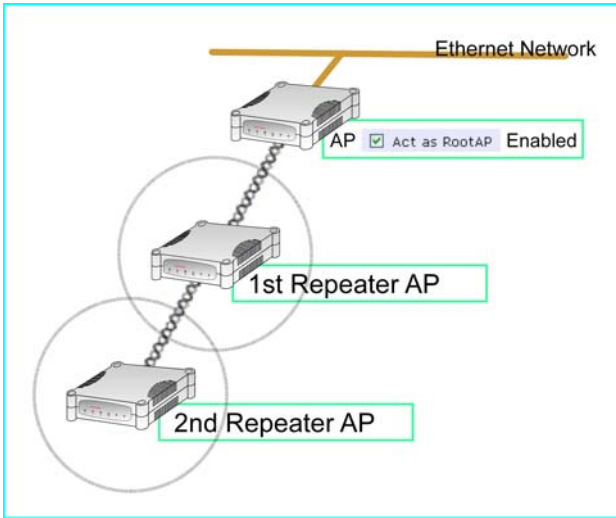 Ethernet Network
AP Act as RootAP Enabled
1st Repeater AP
2nd Repeater AP